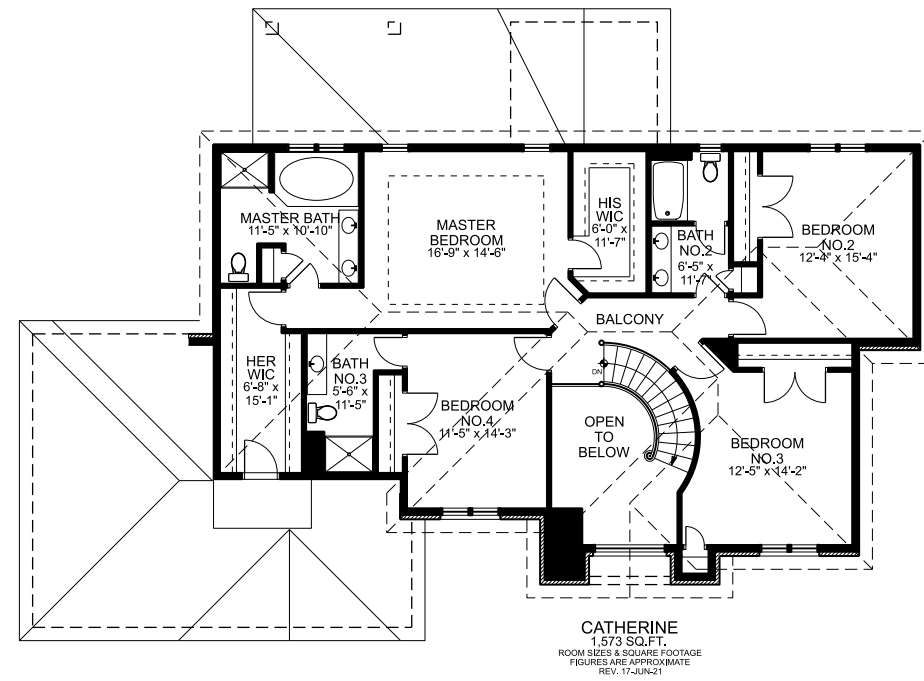 MASTER BATH
11'-5" x 10'-10"
MASTER
BEDROOM
16'-9" x 14'-6"
HIS
WIC
6'-0" x
11'-7"
BATH
NO.2
6'-5" x
BEDROOM
NO.2
12'-4" x 15'-4"
BALCONY
HER
WIC
6'-8" x
15'-1"
BATH
NO.3
5'-6" x
11'-5"
BEDROOM
NO.4
11'-5" x 14'-3"
DN
OPEN
TO
BELOW
BEDROOM
NO.3
12'-5" x 14'-2"
CATHERINE
1,573 SQ.FT.
ROOM SIZES & SQUARE FOOTAGE
FIGURES ARE APPROXIMATE
REV. 17-JUN-21